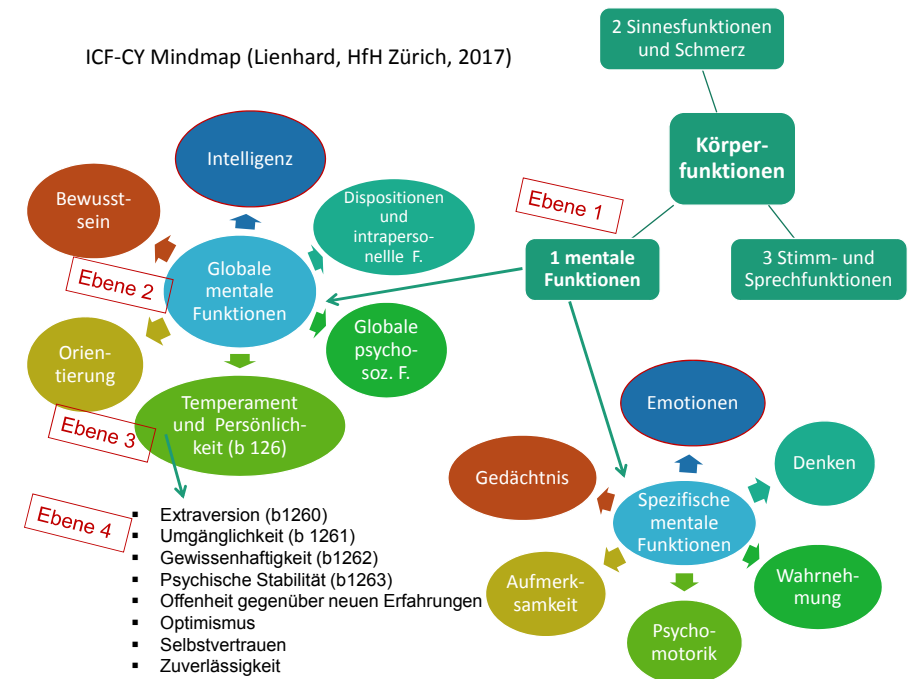 ICF-CY Mindmap (Lienhard, HfH Zürich, 2017)
2 Sinnesfunktionen
und Schmerz
Körper-
funktionen
Ebene 1
1 mentale
Funktionen
3 Stimm- und
Sprechfunktionen
Intelligenz
Bewusst-
sein
Dispositionen
und
intraperso-
nellle F.
Ebene 2
Globale
mentale
Funktionen
Orien-
tierung
Globale
psycho-
soz. F.
Ebene 3
Temperament
und Persönlich-
keit (b 126)
Ebene 4
▪ Extraversion (b1260)
▪ Umgänglichkeit (b 1261)
▪ Gewissenhaftigkeit (b1262)
▪ Psychische Stabilität (b1263)
▪ Offenheit gegenüber neuen Erfahrungen
▪ Optimismus
▪ Selbstvertrauen
▪ Zuverlässigkeit
Emotionen
Gedächtnis
Denken
Spezifische
mentale
Funktionen
Aufmerk-
samkeit
Wahrneh-
mung
Psycho-
motorik